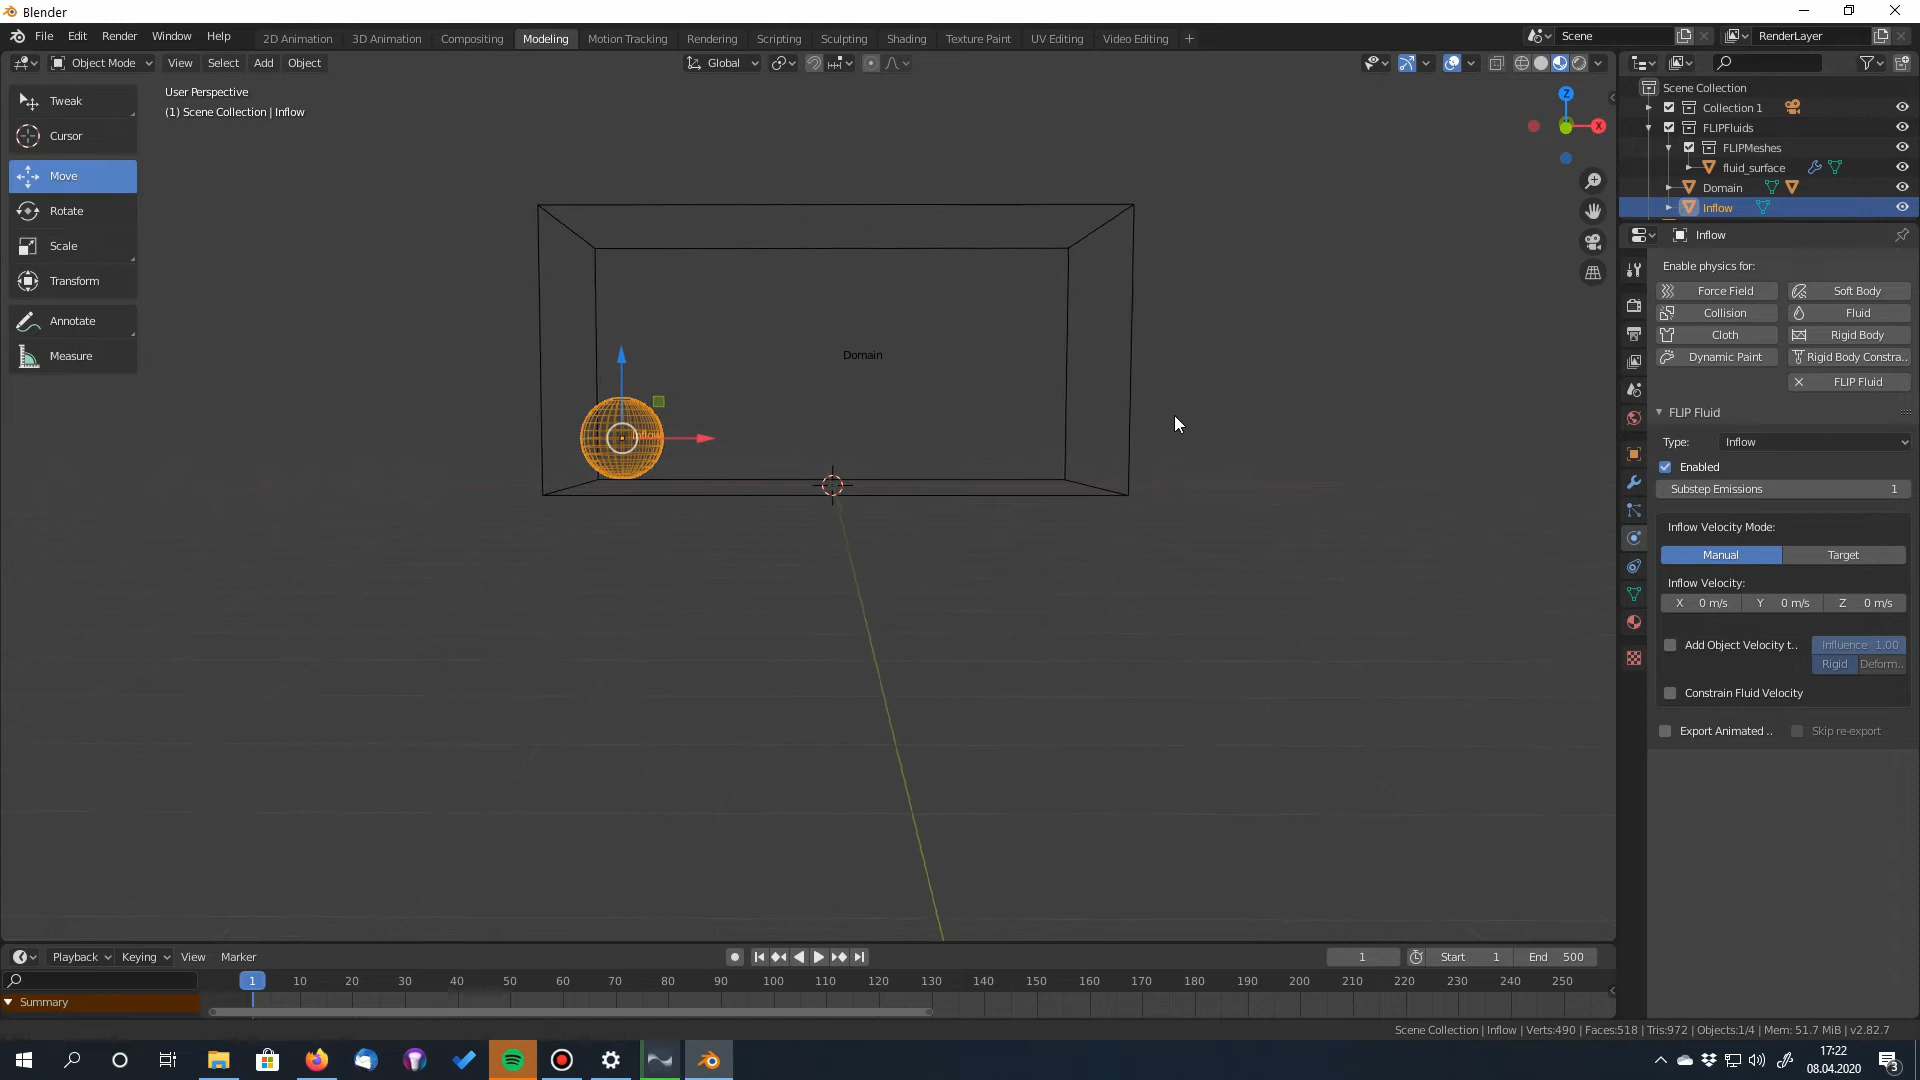 Blender
File Edit Render Window Help 2D Animation 3D Animation Compositing Modeling Motion Tracking Rendering Scripting Sculpting Shading Texture Paint UV Editing Video Editing + Scene RenderLayer
Object Mode View Select Add Object Global
User Perspective
(1) Scene Collection | Inflow
Tweak
Cursor
Move
Rotate
Scale
Transform
Annotate
Measure
Z
X
Domain
Inflow
Scene Collection
Collection 1
FLIPFluids
FLIPMeshes
fluid_surface
Domain
Inflow
Inflow
Enable physics for:
Force Field Soft Body
Collision Fluid
Cloth Rigid Body
Dynamic Paint Rigid Body Constra..
FLIP Fluid
FLIP Fluid
Type: Inflow
Enabled
Substep Emissions 1
Inflow Velocity Mode:
Manual Target
Inflow Velocity:
X 0 m/s Y 0 m/s Z 0 m/s
Add Object Velocity t.. Influence 1.00
Rigid Deform..
Constrain Fluid Velocity
Export Animated .. Skip re-export
Playback Keying View Marker 1 Start 1 End 500
1 10 20 30 40 50 60 70 80 90 100 110 120 130 140 150 160 170 180 190 200 210 220 230 240 250
Summary
Scene Collection | Inflow | Verts:490 | Faces:518 | Tris:972 | Objects:1/4 | Mem: 51.7 MiB | v2.82.7
17:22
08.04.2020
3